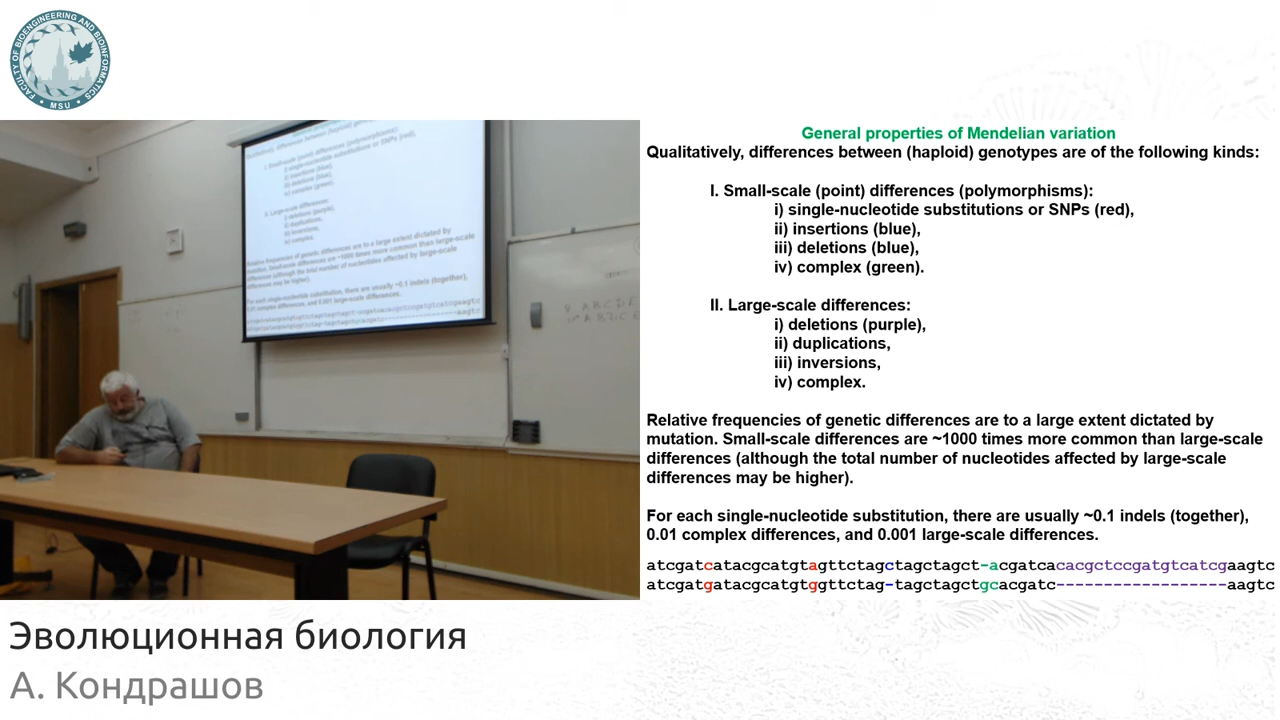 FACULTY OF BIOENGINEERING AND BIOINFORMATICS
• MSU •
General properties of Mendelian variation
Qualitatively, differences between (haploid) genotypes are of the following kinds:
I. Small-scale (point) differences (polymorphisms):
i) single-nucleotide substitutions or SNPs (red),
ii) insertions (blue),
iii) deletions (blue),
iv) complex (green).
II. Large-scale differences:
i) deletions (purple),
ii) duplications,
iii) inversions,
iv) complex.
Relative frequencies of genetic differences are to a large extent dictated by
mutation. Small-scale differences are ~1000 times more common than large-scale
differences (although the total number of nucleotides affected by large-scale
differences may be higher).
For each single-nucleotide substitution, there are usually ~0.1 indels (together),
0.01 complex differences, and 0.001 large-scale differences.
atcgatcatacgcatgtagttctagctagctagct-acgatcacacgctccgatgtcatcgaagtc
atcgatgatacgcatgtggttctag-tagctagctgcacgatc-----------------aagtc
Эволюционная биология
А. Кондрашов